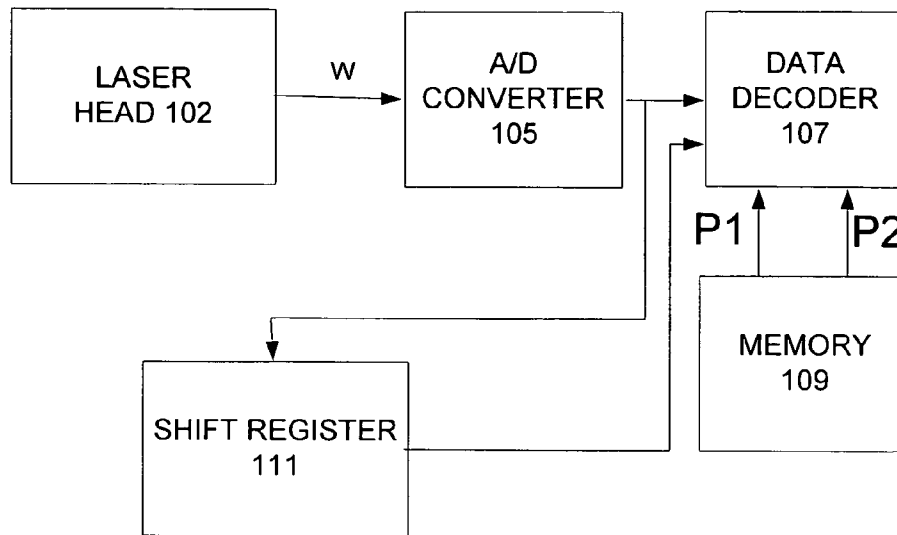 LASER
HEAD 102
W
A/D
CONVERTER
105
DATA
DECODER
107
P1
P2
MEMORY
109
SHIFT REGISTER
111